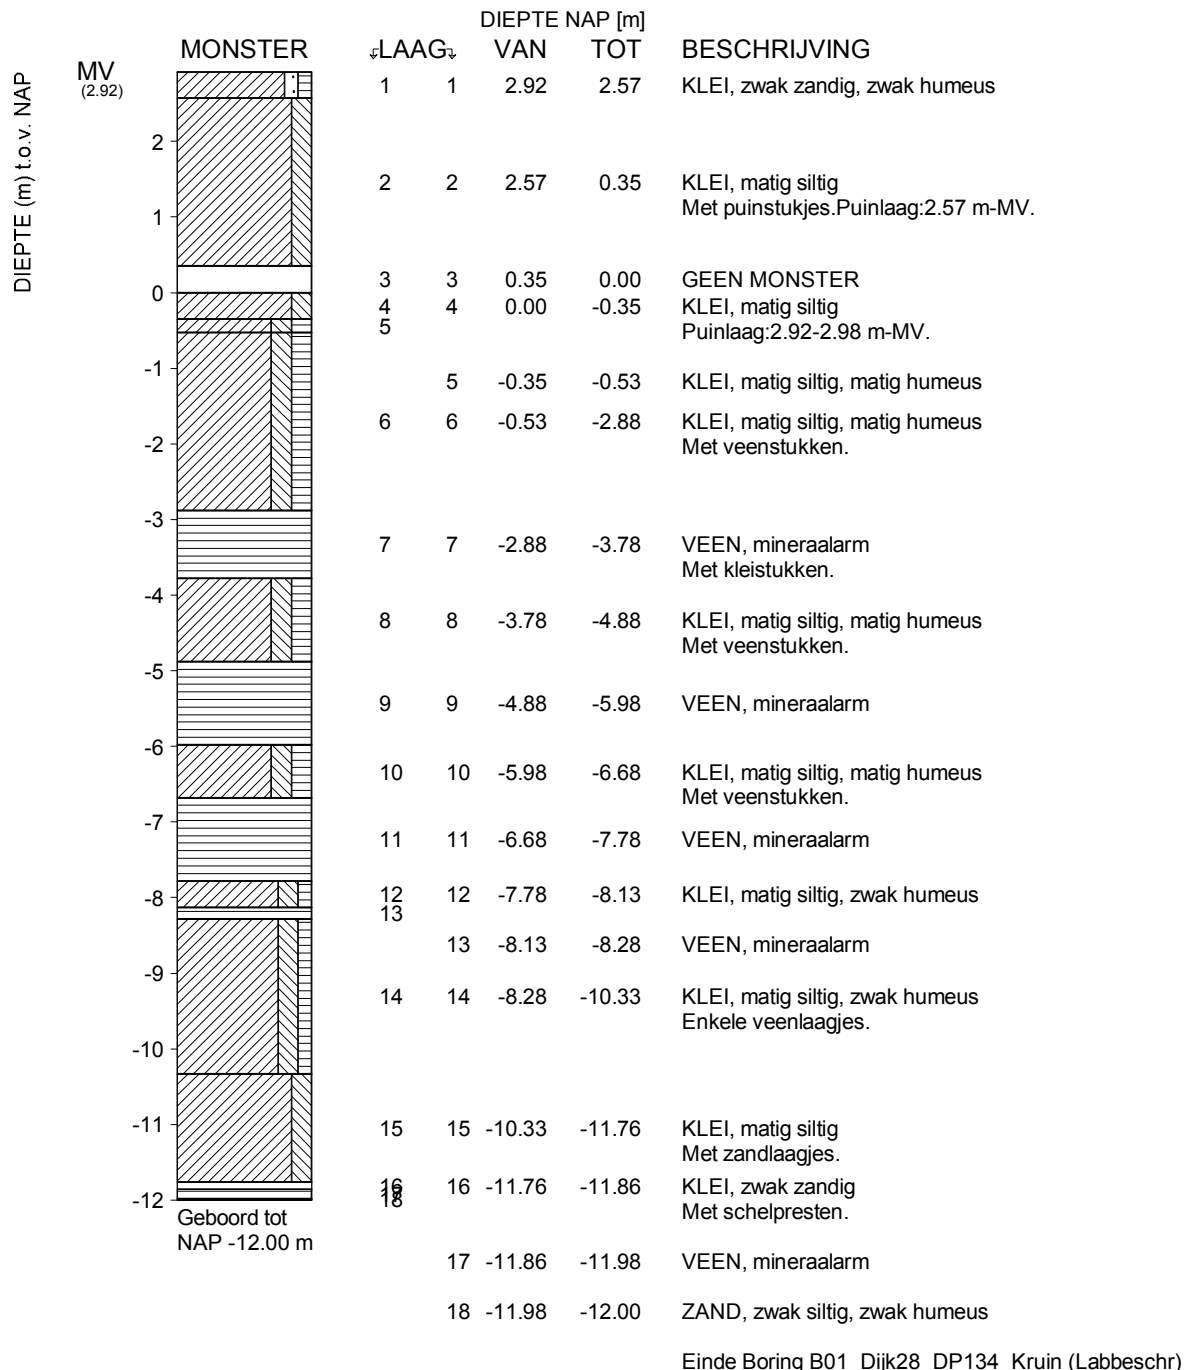 DIEPTE NAP [m]
MONSTER LAAG VAN TOT BESCHRIJVING
DIEPTE (m) t.o.v. NAP
MV
(2.92)
1 1 2.92 2.57 KLEI, zwak zandig, zwak humeus
2
2 2 2.57 0.35 KLEI, matig siltig
Met puinstukjes.Puinlaag:2.57 m-MV.
1
3 3 0.35 0.00 GEEN MONSTER
0
4 4 0.00 -0.35 KLEI, matig siltig
5 Puinlaag:2.92-2.98 m-MV.
-1
5 -0.35 -0.53 KLEI, matig siltig, matig humeus
6 6 -0.53 -2.88 KLEI, matig siltig, matig humeus
-2 Met veenstukken.
-3
7 7 -2.88 -3.78 VEEN, mineraalarm
Met kleistukken.
-4
8 8 -3.78 -4.88 KLEI, matig siltig, matig humeus
Met veenstukken.
-5
9 9 -4.88 -5.98 VEEN, mineraalarm
-6
10 10 -5.98 -6.68 KLEI, matig siltig, matig humeus
Met veenstukken.
-7
11 11 -6.68 -7.78 VEEN, mineraalarm
-8
12 12 -7.78 -8.13 KLEI, matig siltig, zwak humeus
13
13 -8.13 -8.28 VEEN, mineraalarm
-9
14 14 -8.28 -10.33 KLEI, matig siltig, zwak humeus
Enkele veenlaagjes.
-10
-11
15 15 -10.33 -11.76 KLEI, matig siltig
Met zandlaagjes.
16 -11.76 -11.86 KLEI, zwak zandig
-12 Met schelpresten.
Geboord tot
NAP -12.00 m
17 -11.86 -11.98 VEEN, mineraalarm
18 -11.98 -12.00 ZAND, zwak siltig, zwak humeus
Einde Boring B01_Dijk28_DP134_Kruin (Labbeschr)